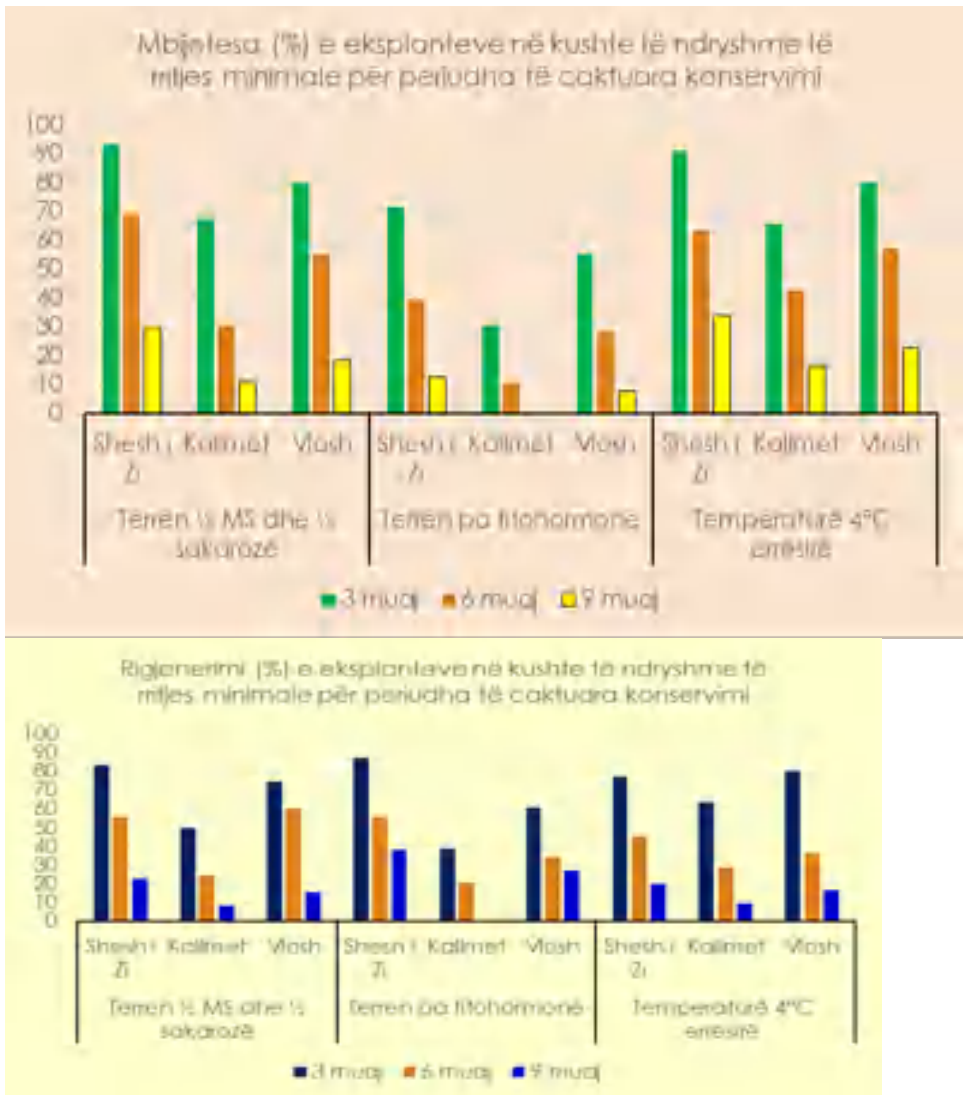 Mbijetesa (%) e eksplanteve në kushte të ndryshme të
rritjes minimale për periudha të caktuara konservimi
100
90
80
70
60
50
40
30
20
10
0
Shesh i Zi Kallmet Vlosh Shesh i Zi Kallmet Vlosh Shesh i Zi Kallmet Vlosh
Terren ½ MS dhe ½ sakarozë Terren pa fitohormone Temperaturë 4°C errësirë
3 muaj 6 muaj 9 muaj
Rigjenerimi (%) e eksplanteve në kushte të ndryshme të
rritjes minimale për periudha të caktuara konservimi
100
90
80
70
60
50
40
30
20
10
0
Shesh i Zi Kallmet Vlosh Shesh i Zi Kallmet Vlosh Shesh i Zi Kallmet Vlosh
Terren ½ MS dhe ½ sakarozë Terren pa fitohormonë Temperaturë 4°C errësirë
3 muaj 6 muaj 9 muaj